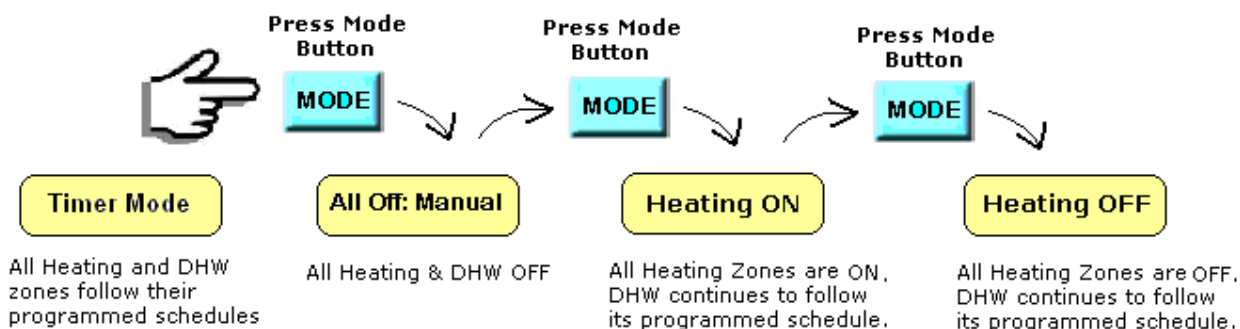 Press Mode
Button
MODE
Press Mode
Button
MODE
Press Mode
Button
MODE
Timer Mode
All Off: Manual
Heating ON
Heating OFF
All Heating and DHW
zones follow their
programmed schedules
All Heating & DHW OFF
All Heating Zones are ON.
DHW continues to follow
its programmed schedule.
All Heating Zones are OFF.
DHW continues to follow
its programmed schedule.